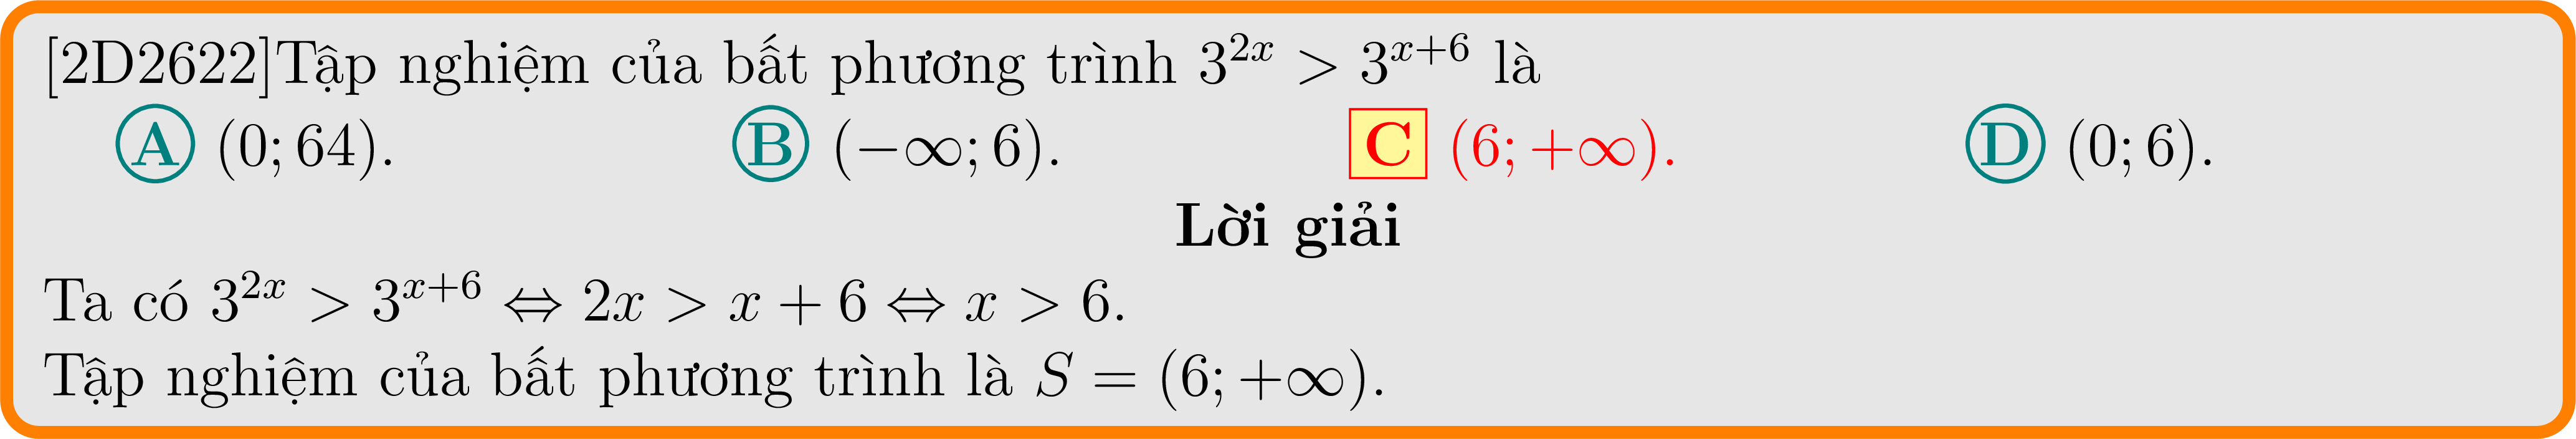 [2D2622]Tập nghiệm của bất phương trình $3^{2x} > 3^{x+6}$ là
A (0; 64). B (−∞; 6). C (6; +∞). D (0; 6).
Lời giải
Ta có $3^{2x} > 3^{x+6} \Leftrightarrow 2x > x + 6 \Leftrightarrow x > 6$.
Tập nghiệm của bất phương trình là $S = (6; +\infty)$.